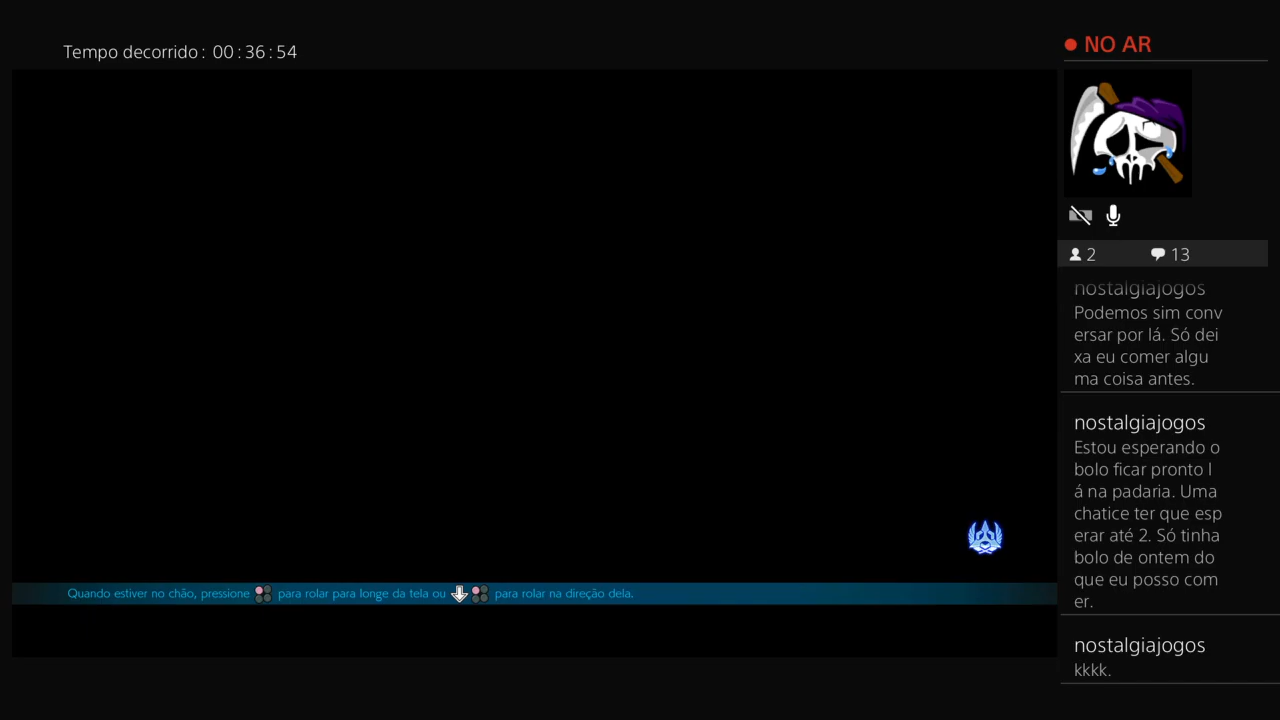 Tempo decorrido : 00 : 36 : 54
NO AR
2
13
nostalgiajogos
Podemos sim conv
ersar por lá. Só dei
xa eu comer algu
ma coisa antes.
nostalgiajogos
Estou esperando o
bolo ficar pronto l
á na padaria. Uma
chatice ter que esp
erar até 2. Só tinha
bolo de ontem do
que eu posso com
er.
nostalgiajogos
kkkk.
Quando estiver no chão, pressione para rolar para longe da tela ou para rolar na direção dela.